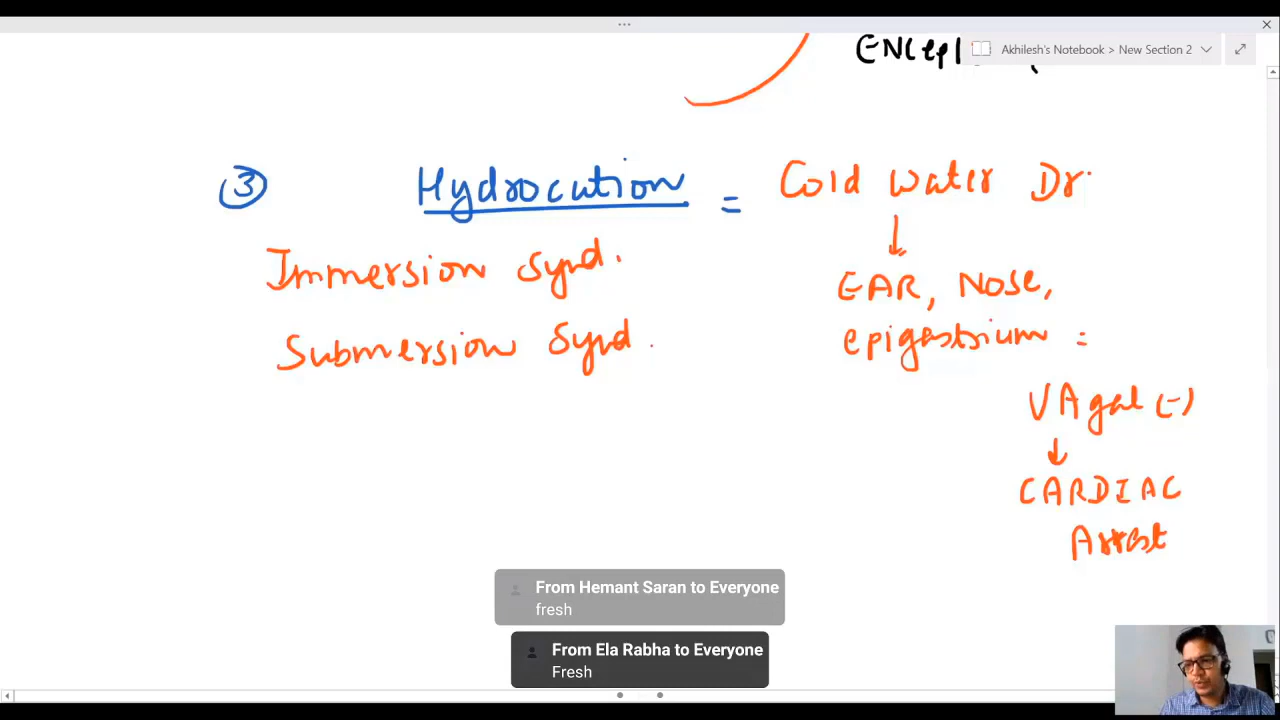 Akhilesh's Notebook > New Section 2
③ Hydrocution = Cold water Dr.
Immersion Synd.
Submersion Synd.
↓
EAR, Nose,
epigastrium =
VAgal (-)
↓
CARDIAC
Arrest
From Hemant Saran to Everyone
fresh
From Ela Rabha to Everyone
Fresh